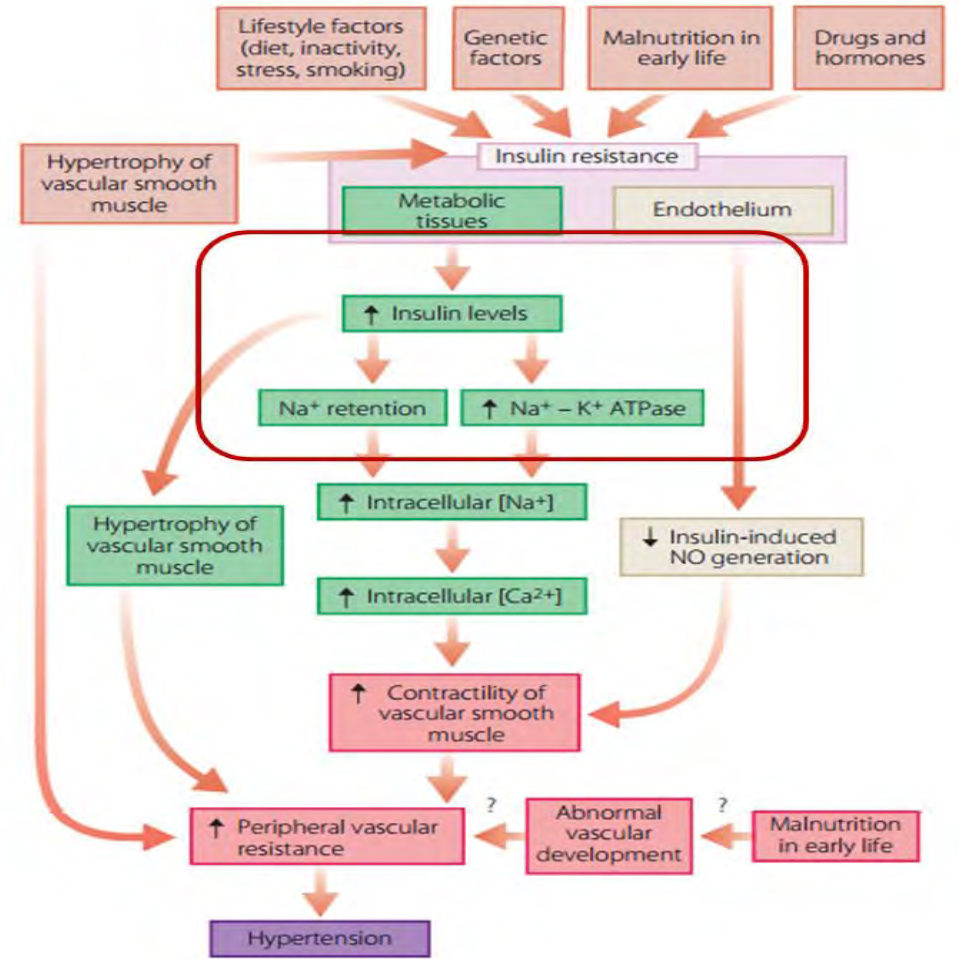 Lifestyle factors
(diet, inactivity,
stress, smoking)
Genetic
factors
Malnutrition in
early life
Drugs and
hormones
Hypertrophy of
vascular smooth
muscle
Insulin resistance
Metabolic
tissues
Endothelium
↑ Insulin levels
Na⁺ retention
↑ Na⁺ – K⁺ ATPase
↑ Intracellular [Na⁺]
Hypertrophy of
vascular smooth
muscle
↓ Insulin-induced
NO generation
↑ Intracellular [Ca²⁺]
↑ Contractility of
vascular smooth
muscle
↑ Peripheral vascular
resistance
?
Abnormal
vascular
development
?
Malnutrition
in early life
Hypertension